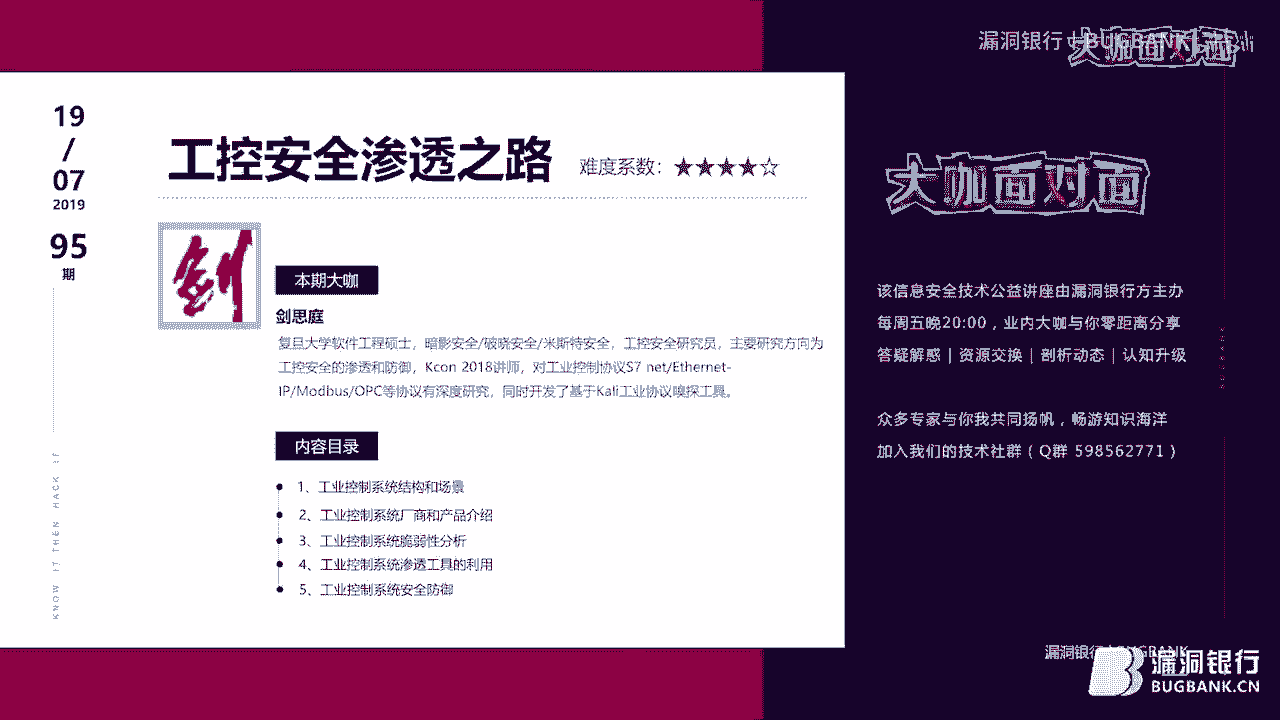 漏洞银行 | BUGBANK
大咖面对面
19
/
07
2019
95
期
KNOW IT THEN HACK IT
工控安全渗透之路
难度系数：★★★★☆
剑
本期大咖
剑思庭
复旦大学软件工程硕士，暗影安全/破晓安全/米斯特安全，工控安全研究员，主要研究方向为
工控安全的渗透和防御，Kcon 2018讲师，对工业控制协议S7 net/Ethernet-
IP/Modbus/OPC等协议有深度研究，同时开发了基于Kali工业协议嗅探工具。
内容目录
1、工业控制系统结构和场景
2、工业控制系统厂商和产品介绍
3、工业控制系统脆弱性分析
4、工业控制系统渗透工具的利用
5、工业控制系统安全防御
大咖面对面
该信息安全技术公益讲座由漏洞银行方主办
每周五晚20:00，业内大咖与你零距离分享
答疑解惑 | 资源交换 | 剖析动态 | 认知升级
众多专家与你我共同扬帆，畅游知识海洋
加入我们的技术社群（Q群 598562771）
漏洞银行 | BUGBANK
漏洞银行
BUGBANK.CN